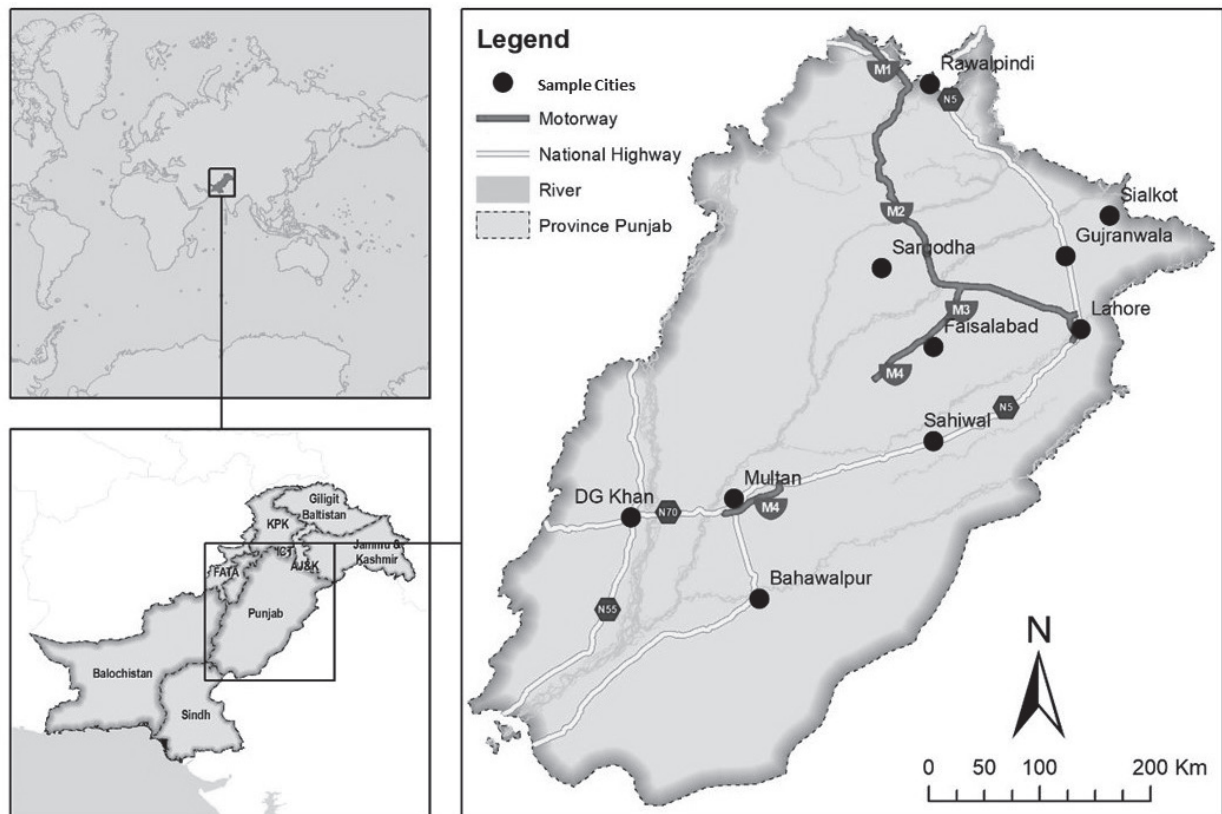 Legend
Sample Cities
Motorway
National Highway
River
Province Punjab
M1
Rawalpindi
N5
Sialkot
M2
Gujranwala
Sargodha
M3
Lahore
Faisalabad
M4
N5
Sahiwal
Multan
DG Khan
N70
M4
Bahawalpur
N55
N
0 50 100 200 Km
Giligit
Baltistan
KPK
ICT
Jammu &
Kashmir
AJ&K
FATA
Punjab
Balochistan
Sindh